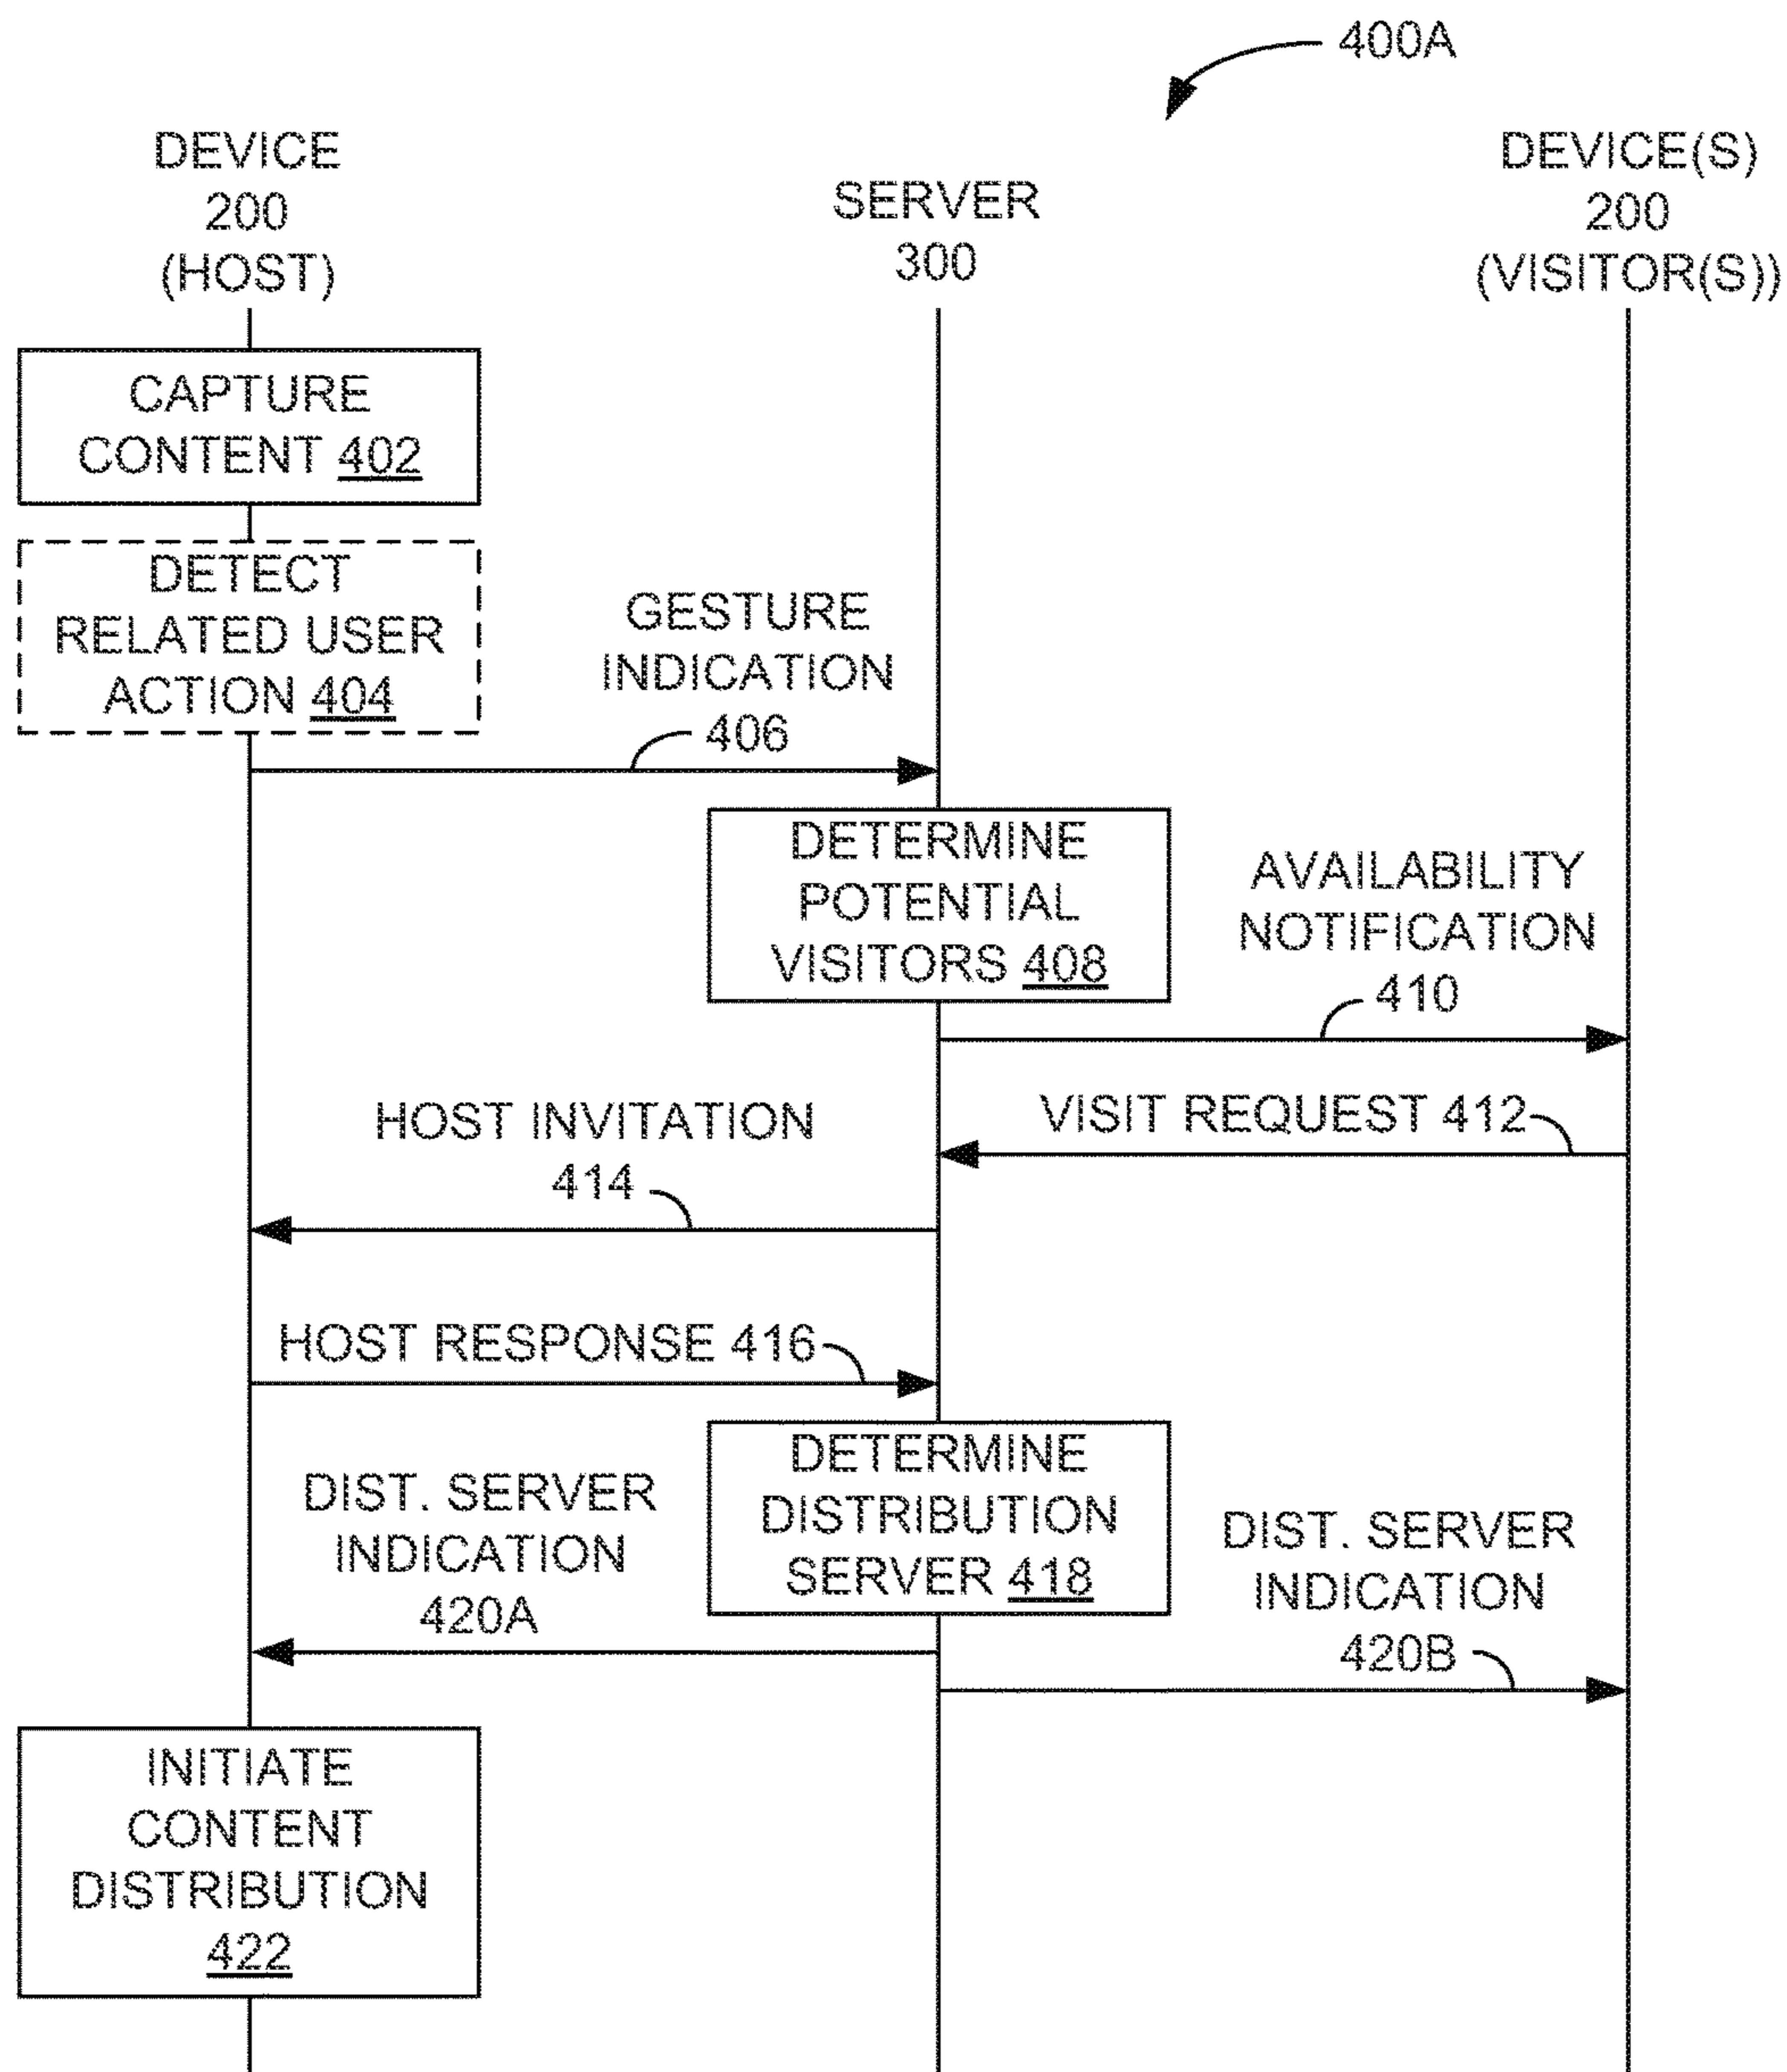 400A
DEVICE
200
(HOST)
SERVER
300
DEVICE(S)
200
(VISITOR(S))
CAPTURE
CONTENT 402
DETECT
RELATED USER
ACTION 404
GESTURE
INDICATION
406
DETERMINE
POTENTIAL
VISITORS 408
AVAILABILITY
NOTIFICATION
410
VISIT REQUEST 412
HOST INVITATION
414
HOST RESPONSE 416
DETERMINE
DISTRIBUTION
SERVER 418
DIST. SERVER
INDICATION
420A
DIST. SERVER
INDICATION
420B
INITIATE
CONTENT
DISTRIBUTION
422